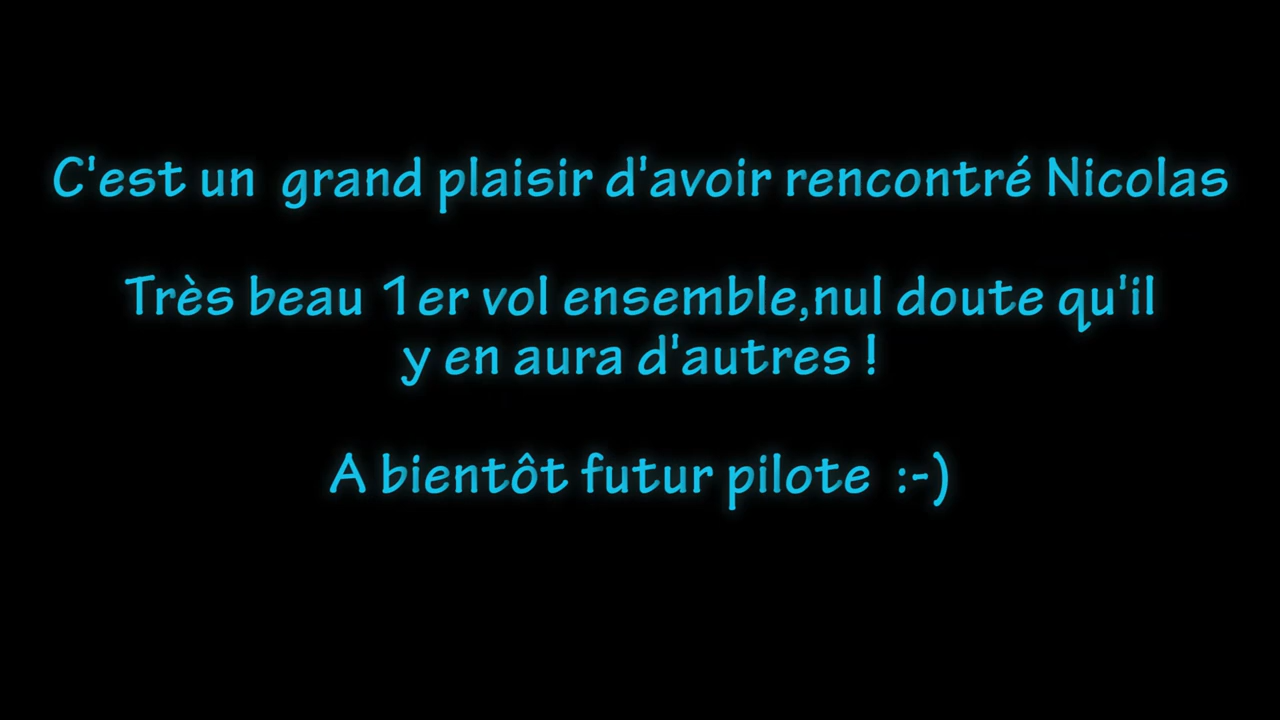 C'est un  grand plaisir d'avoir rencontré Nicolas
Très beau 1er vol ensemble,nul doute qu'il
y en aura d'autres !
A bientôt futur pilote  :-)